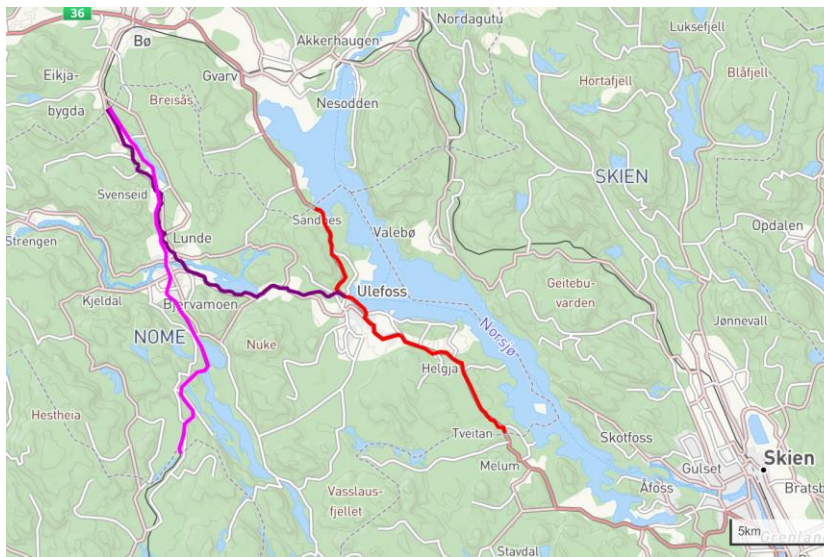 36
Bø
Nordagutu
Akkerhaugen
Luksefjell
Gvarv
Blåfjell
Eikja-
bygda
Hortafjell
Breisås
Nesodden
SKIEN
Svenseid
Sandnes
Valebø
Opdalen
Strengen
Lunde
Geitebu-
varden
Kjeldal
Bjervamoen
Ulefoss
Jønnevall
NOME
Nuke
Norsjø
Helgja
Hestheia
Tveitan
Skotfoss
Melum
Gulset
Skien
Åfoss
Vasslaus-
fjellet
5km
Stavdal